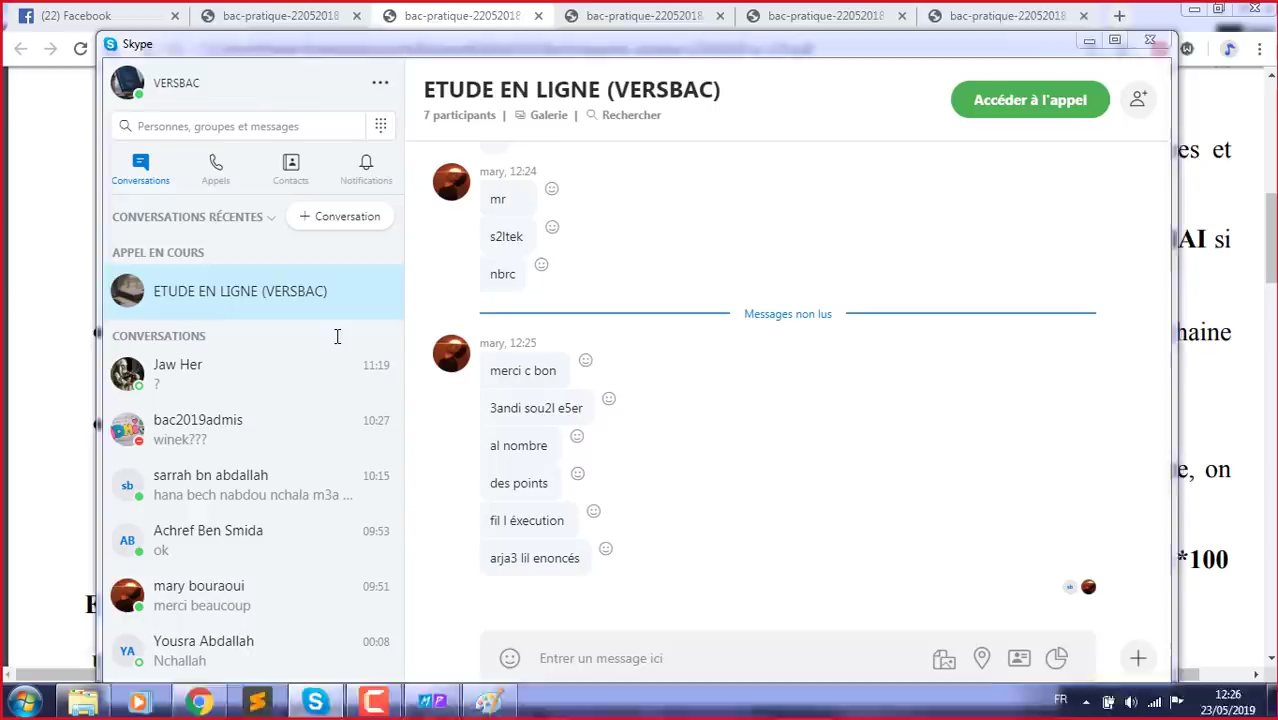 (22) Facebook
bac-pratique-22052018
bac-pratique-22052018
bac-pratique-22052018
bac-pratique-22052018
bac-pratique-22052018
Skype
VERSBAC
Personnes, groupes et messages
Conversations
Appels
Contacts
Notifications
CONVERSATIONS RÉCENTES
+ Conversation
APPEL EN COURS
ETUDE EN LIGNE (VERSBAC)
CONVERSATIONS
Jaw Her
11:19
?
bac2019admis
10:27
winek???
sb
sarrah bn abdallah
10:15
hana bech nabdou nchala m3a ...
AB
Achref Ben Smida
09:53
ok
mary bouraoui
09:51
merci beaucoup
YA
Yousra Abdallah
00:08
Nchallah
ETUDE EN LIGNE (VERSBAC)
7 participants | Galerie | Rechercher
Accéder à l'appel
mary, 12:24
mr
s2ltek
nbrc
Messages non lus
mary, 12:25
merci c bon
3andi sou2l e5er
al nombre
des points
fil l éxecution
arja3 lil enoncés
sb
Entrer un message ici
es et
AI si
haine
e, on
*100
FR
12:26
23/05/2019